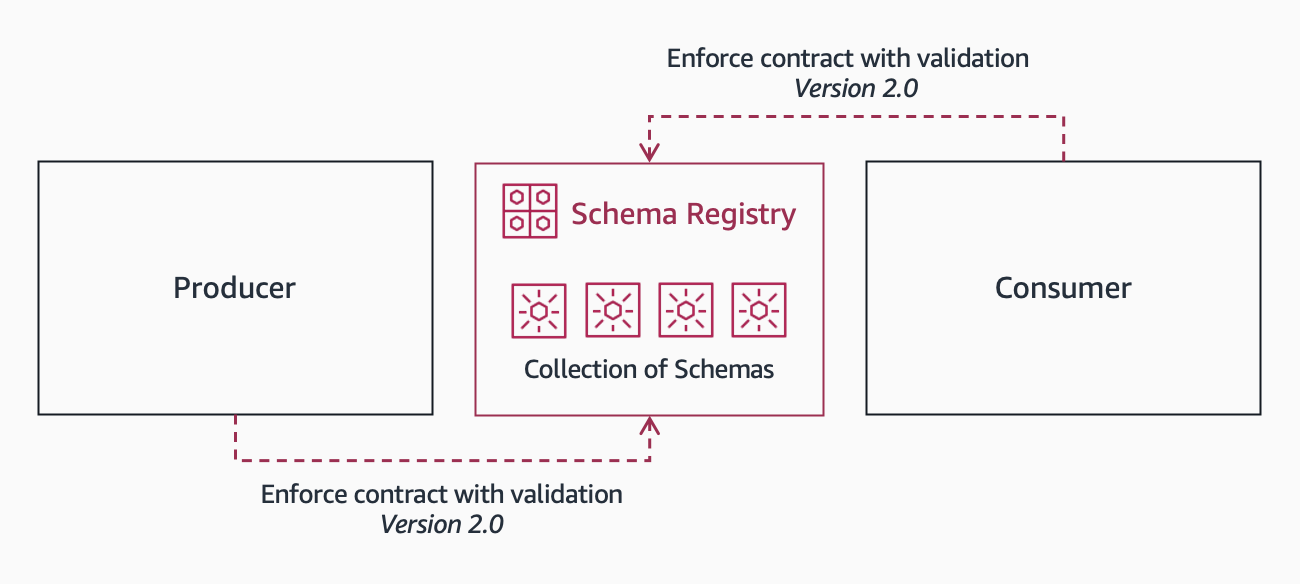 Enforce contract with validation
Version 2.0
Producer
Schema Registry
Collection of Schemas
Consumer
Enforce contract with validation
Version 2.0